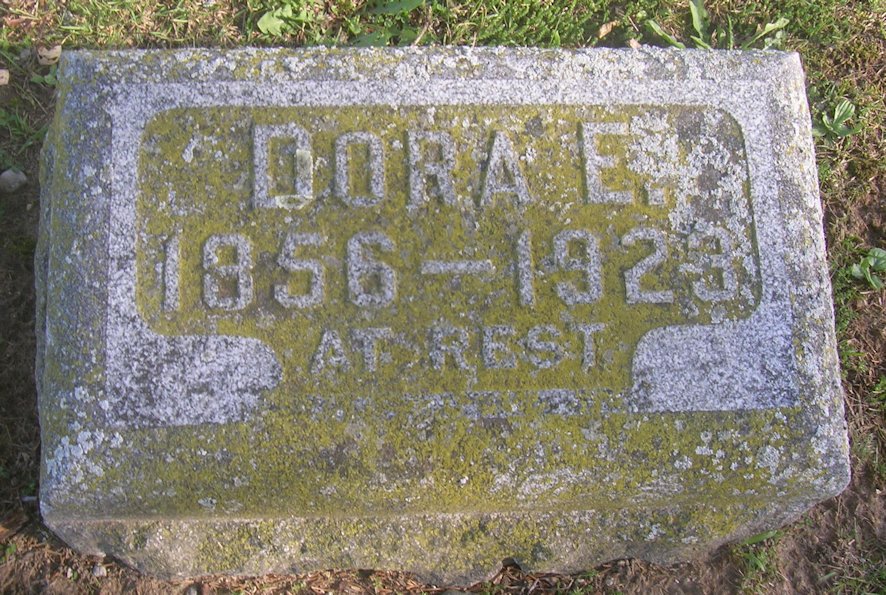 DORA E.
1856–1923
AT REST.